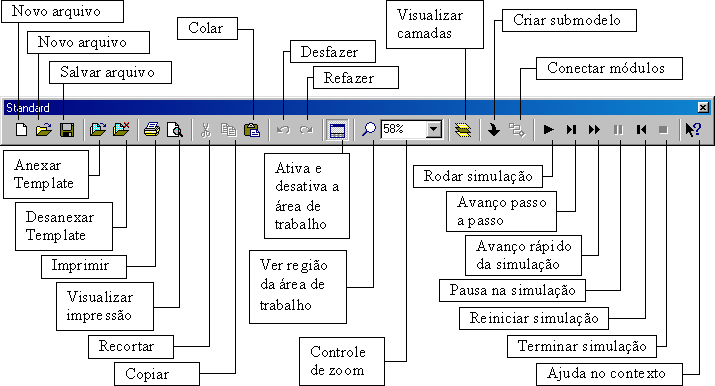 Novo arquivo
Novo arquivo
Salvar arquivo
Colar
Desfazer
Refazer
Visualizar
camadas
Criar submodelo
Conectar módulos
Standard
58%
Anexar
Template
Desanexar
Template
Imprimir
Visualizar
impressão
Recortar
Copiar
Ativa e
desativa a
área de
trabalho
Ver região
da área de
trabalho
Controle
de zoom
Rodar simulação
Avanço passo
a passo
Avanço rápido
da simulação
Pausa na simulação
Reiniciar simulação
Terminar simulação
Ajuda no contexto